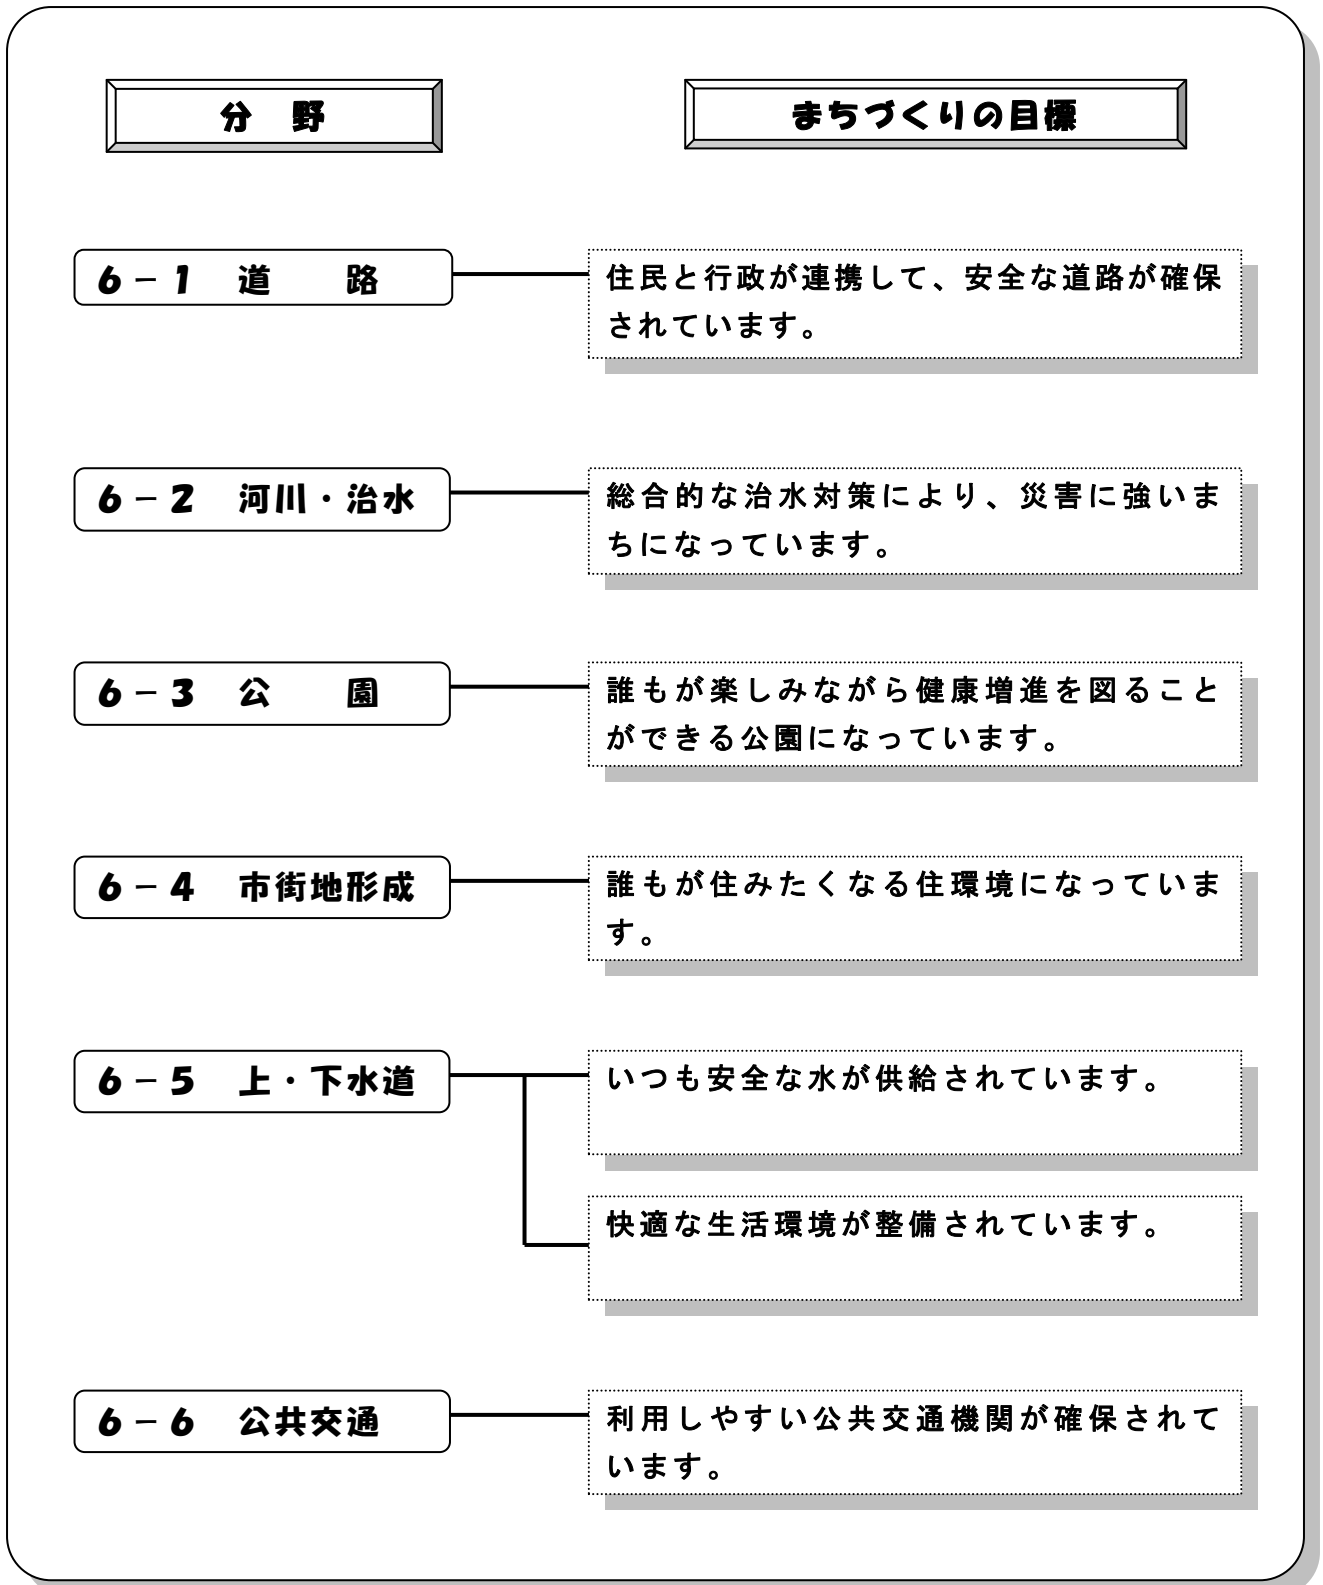 分　野
まちづくりの目標
6－1　道　　路
住民と行政が連携して、安全な道路が確保
されています。
6－2　河川・治水
総合的な治水対策により、災害に強いま
ちになっています。
6－3　公　　園
誰もが楽しみながら健康増進を図ること
ができる公園になっています。
6－4　市街地形成
誰もが住みたくなる住環境になっていま
す。
6－5　上・下水道
いつも安全な水が供給されています。
快適な生活環境が整備されています。
6－6　公共交通
利用しやすい公共交通機関が確保されて
います。